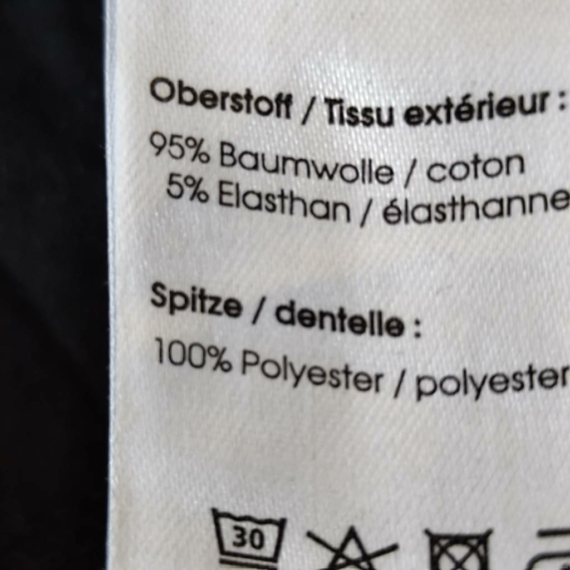 Oberstoff / Tissu extérieur :
95% Baumwolle / coton
5% Elasthan / élasthanne
Spitze / dentelle :
100% Polyester / polyester
30